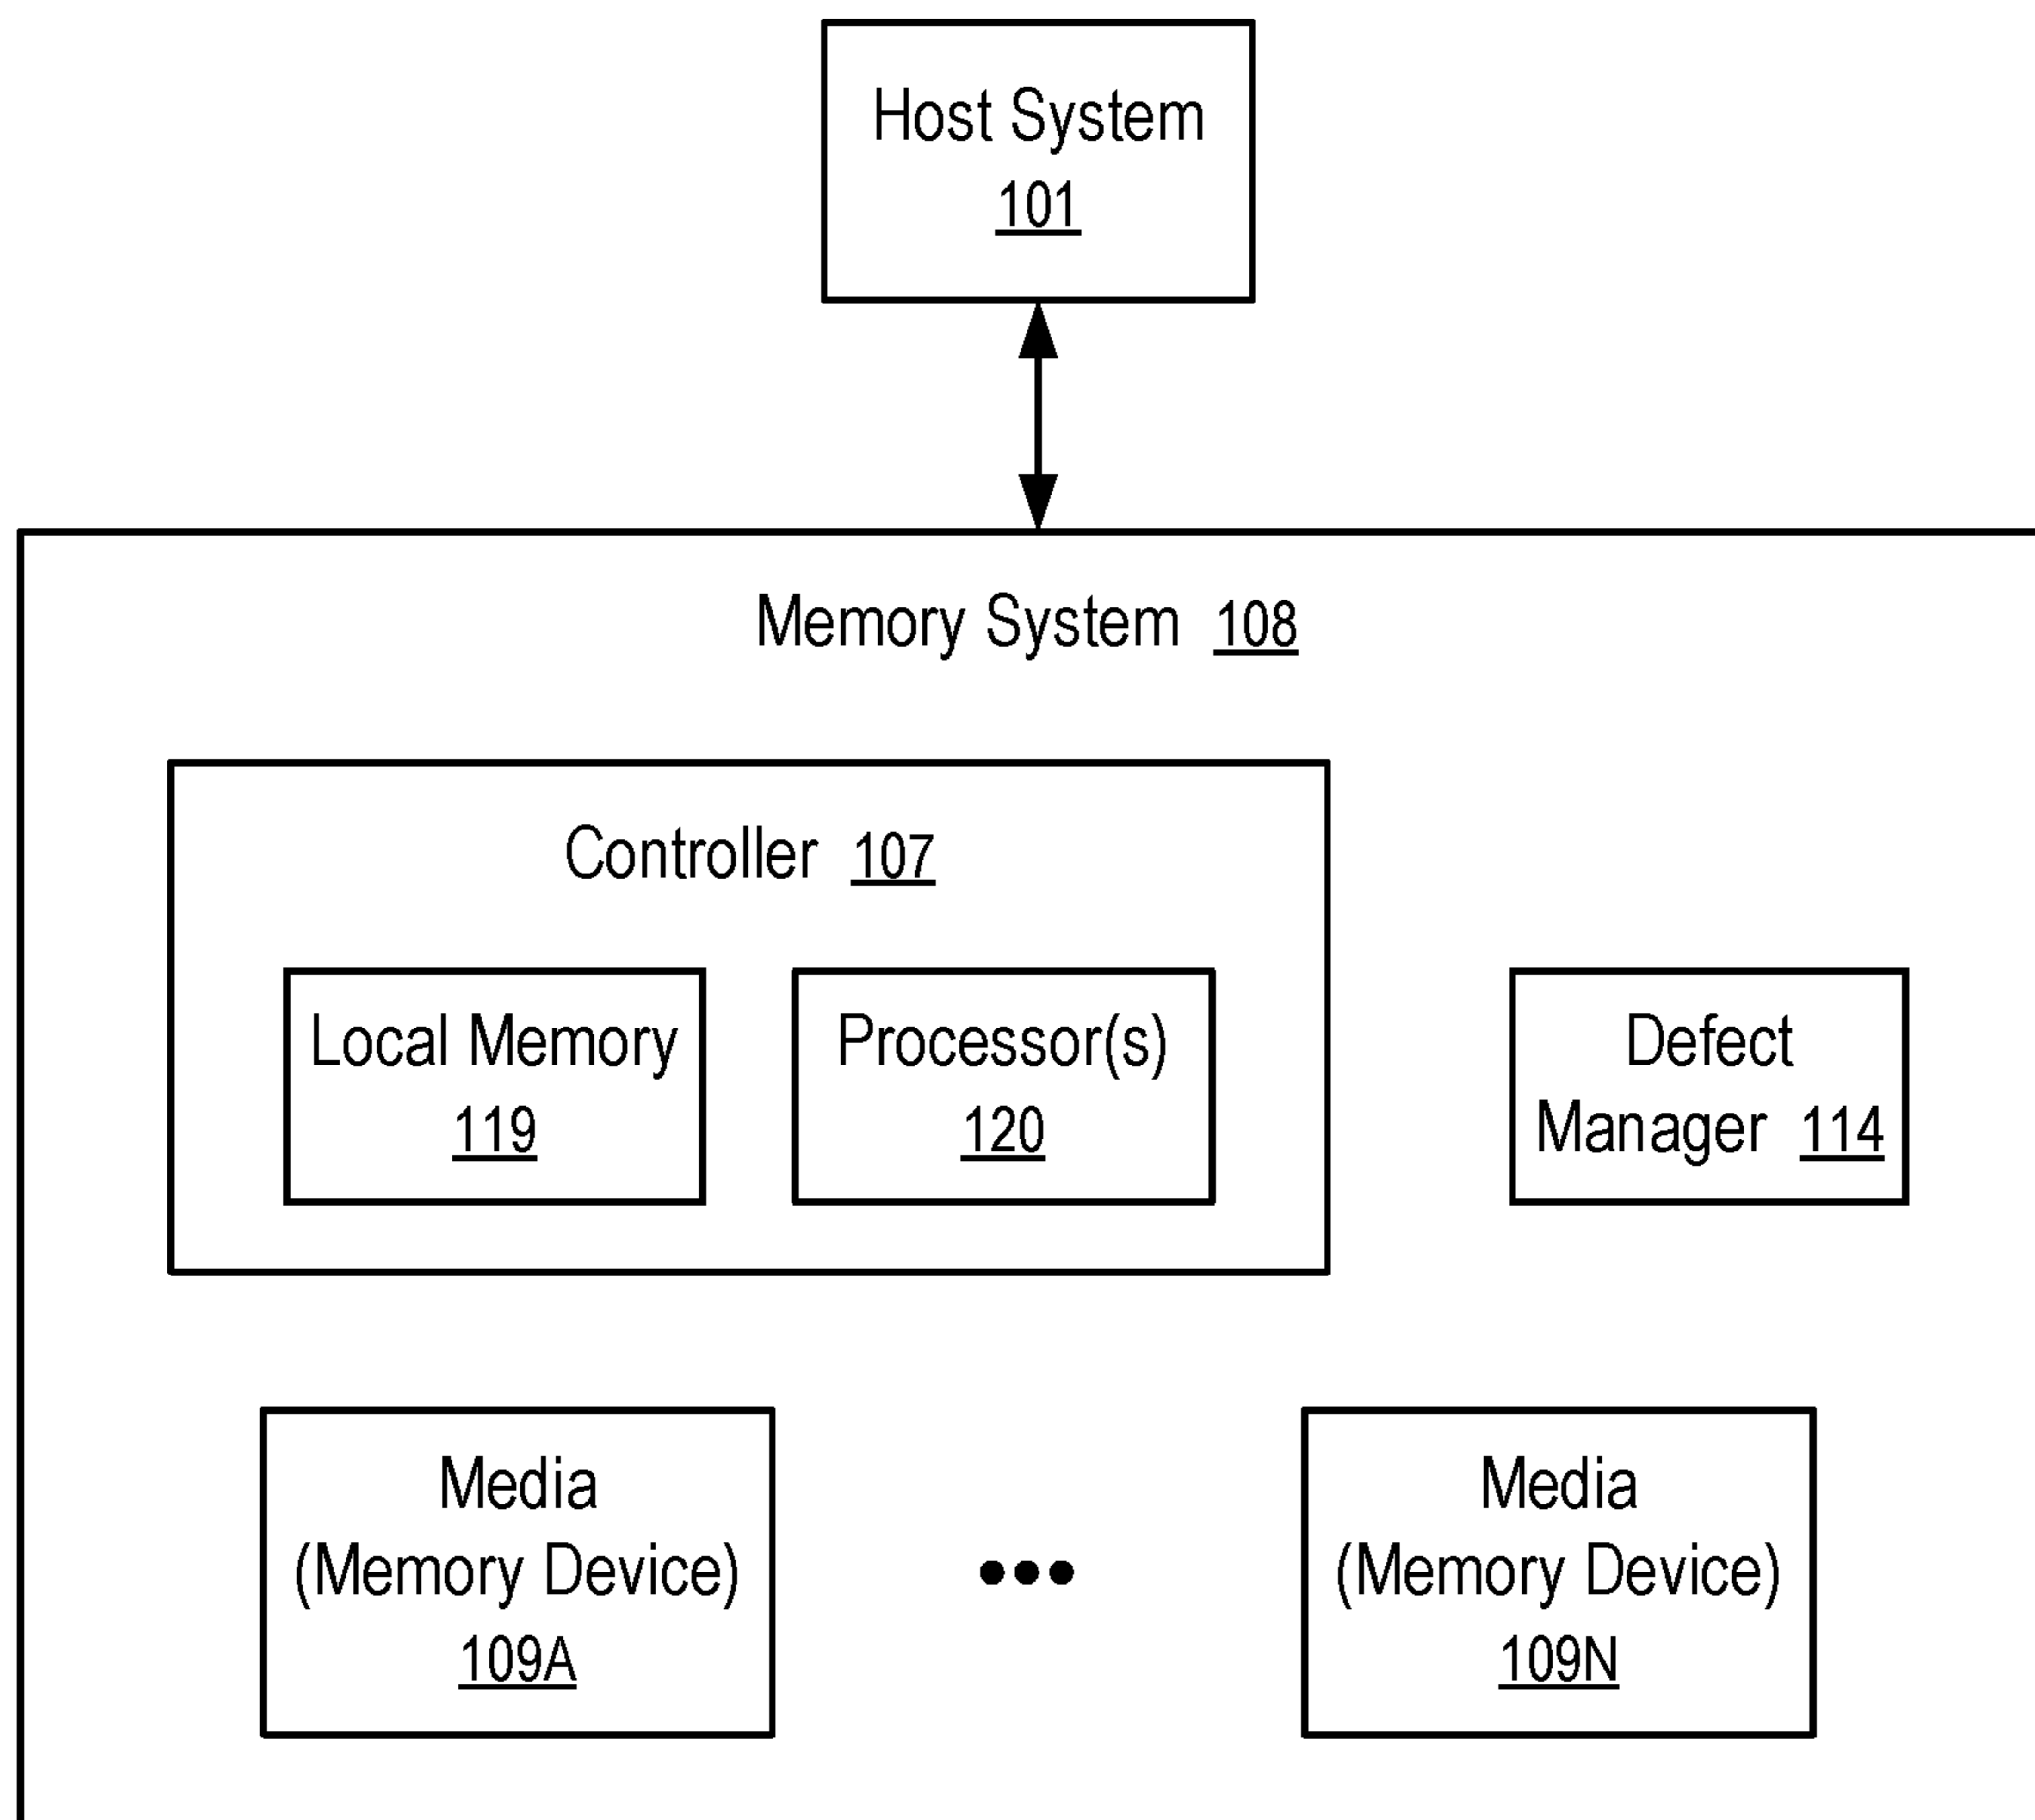 Host System
101
Memory System 108
Controller 107
Local Memory
119
Processor(s)
120
Defect
Manager 114
Media
(Memory Device)
109A
Media
(Memory Device)
109N